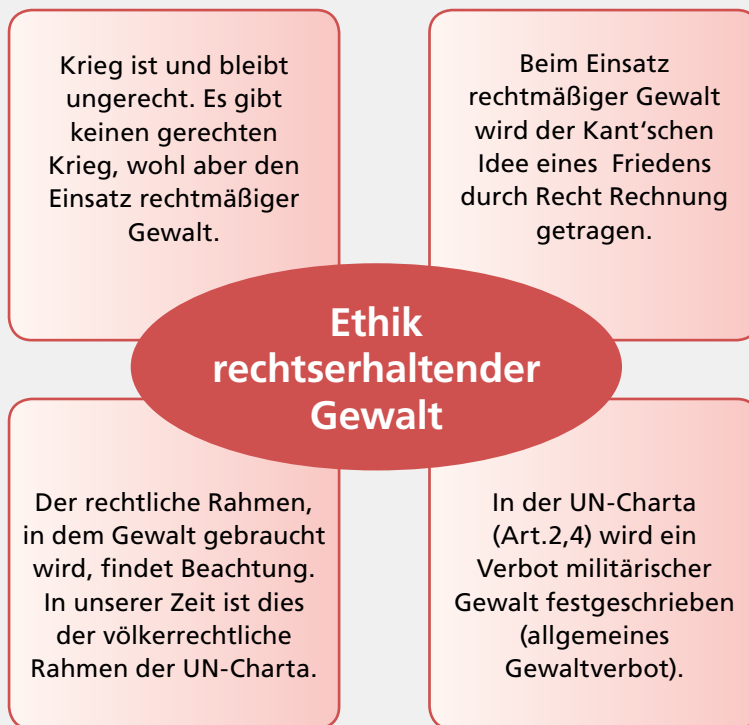 Krieg ist und bleibt
ungerecht. Es gibt
keinen gerechten
Krieg, wohl aber den
Einsatz rechtmäßiger
Gewalt.
Beim Einsatz
rechtmäßiger Gewalt
wird der Kant‘schen
Idee eines  Friedens
durch Recht Rechnung
getragen.
Ethik
rechtserhaltender
Gewalt
Der rechtliche Rahmen,
in dem Gewalt gebraucht
wird, findet Beachtung.
In unserer Zeit ist dies
der völkerrechtliche
Rahmen der UN-Charta.
In der UN-Charta
(Art.2,4) wird ein
Verbot militärischer
Gewalt festgeschrieben
(allgemeines
Gewaltverbot).